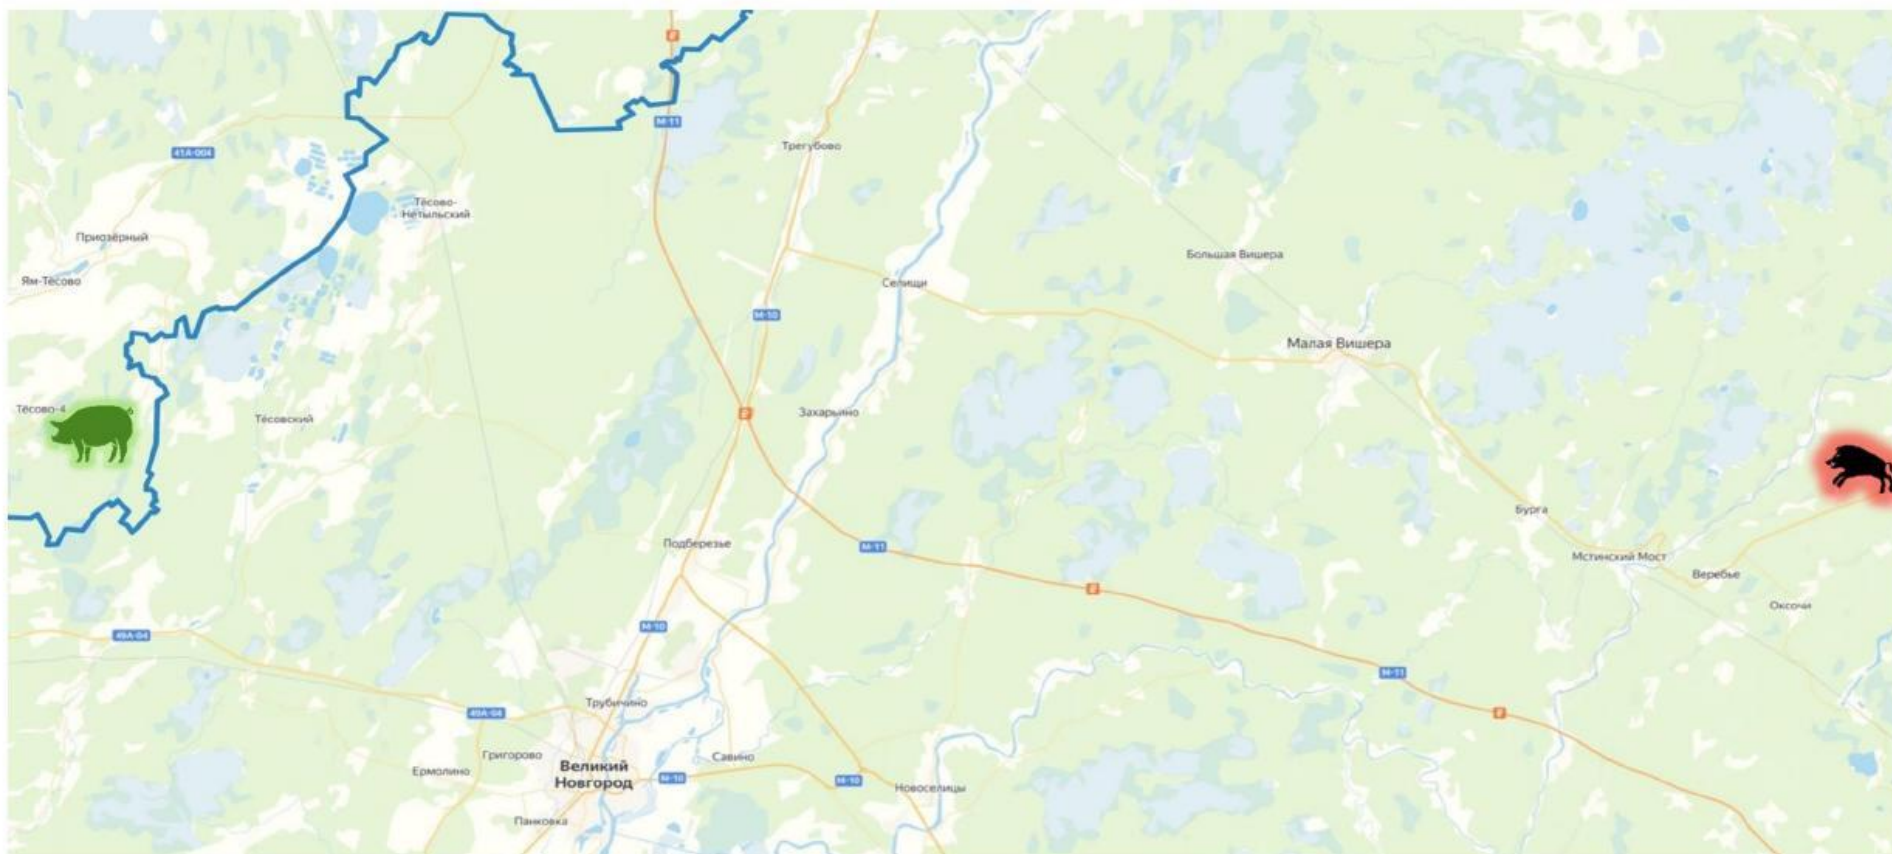 М-11
41А-004
Трегубово
Тёсово-
Нетыльский
Приозёрный
Большая Вишера
Ям-Тёсово
Селищи
М-10
Малая Вишера
Тёсово-4
Захарьино
Тёсовский
Бурга
Подберезье
М-11
Мстинский Мост
Веребье
Оксочи
М-10
49А-04
М-11
Трубичино
49А-04
Григорово
Савино
Великий
Новгород
Ермолино
М-10
М-10
Новоселицы
Панковка